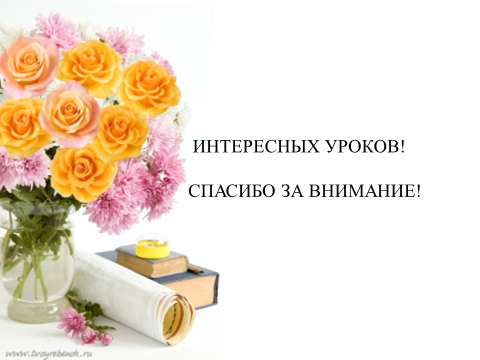 ИНТЕРЕСНЫХ УРОКОВ!
СПАСИБО ЗА ВНИМАНИЕ!
www.tvoyrebenok.ru